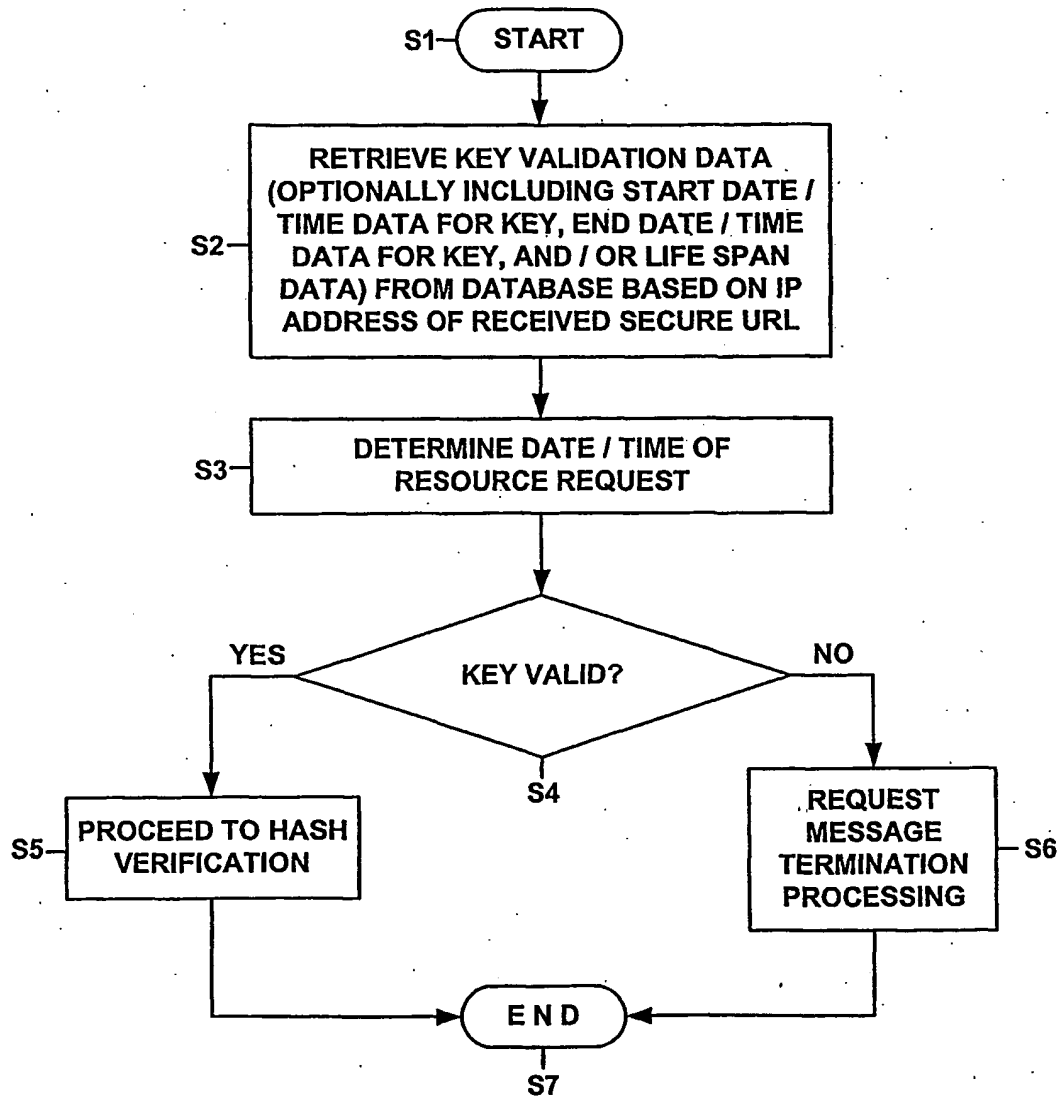 S1
START
RETRIEVE KEY VALIDATION DATA
(OPTIONALLY INCLUDING START DATE /
TIME DATA FOR KEY, END DATE / TIME
DATA FOR KEY, AND / OR LIFE SPAN
DATA) FROM DATABASE BASED ON IP
ADDRESS OF RECEIVED SECURE URL
S2
DETERMINE DATE / TIME OF
RESOURCE REQUEST
S3
YES
KEY VALID?
NO
S4
S5
PROCEED TO HASH
VERIFICATION
REQUEST
MESSAGE
TERMINATION
PROCESSING
S6
END
S7